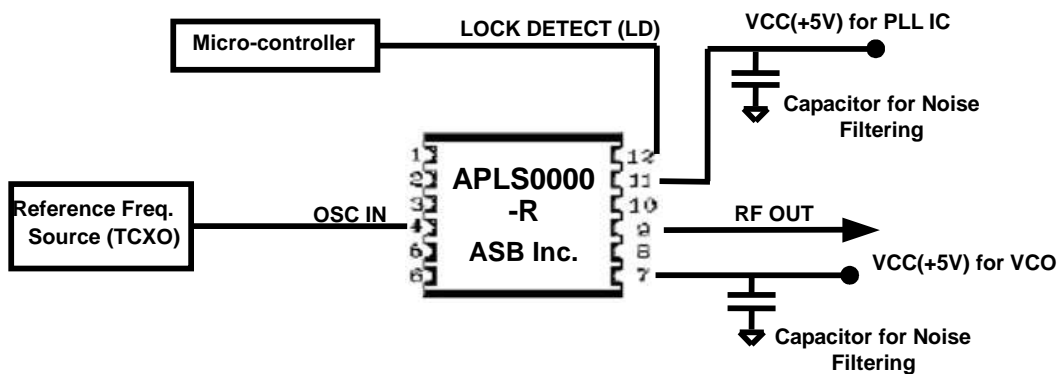 Micro-controller
LOCK DETECT (LD)
VCC(+5V) for PLL IC
Capacitor for Noise
Filtering
Reference Freq.
Source (TCXO)
OSC IN
1
2
3
4
5
6
APLS0000
-R
ASB Inc.
12
11
10
9
8
7
RF OUT
VCC(+5V) for VCO
Capacitor for Noise
Filtering